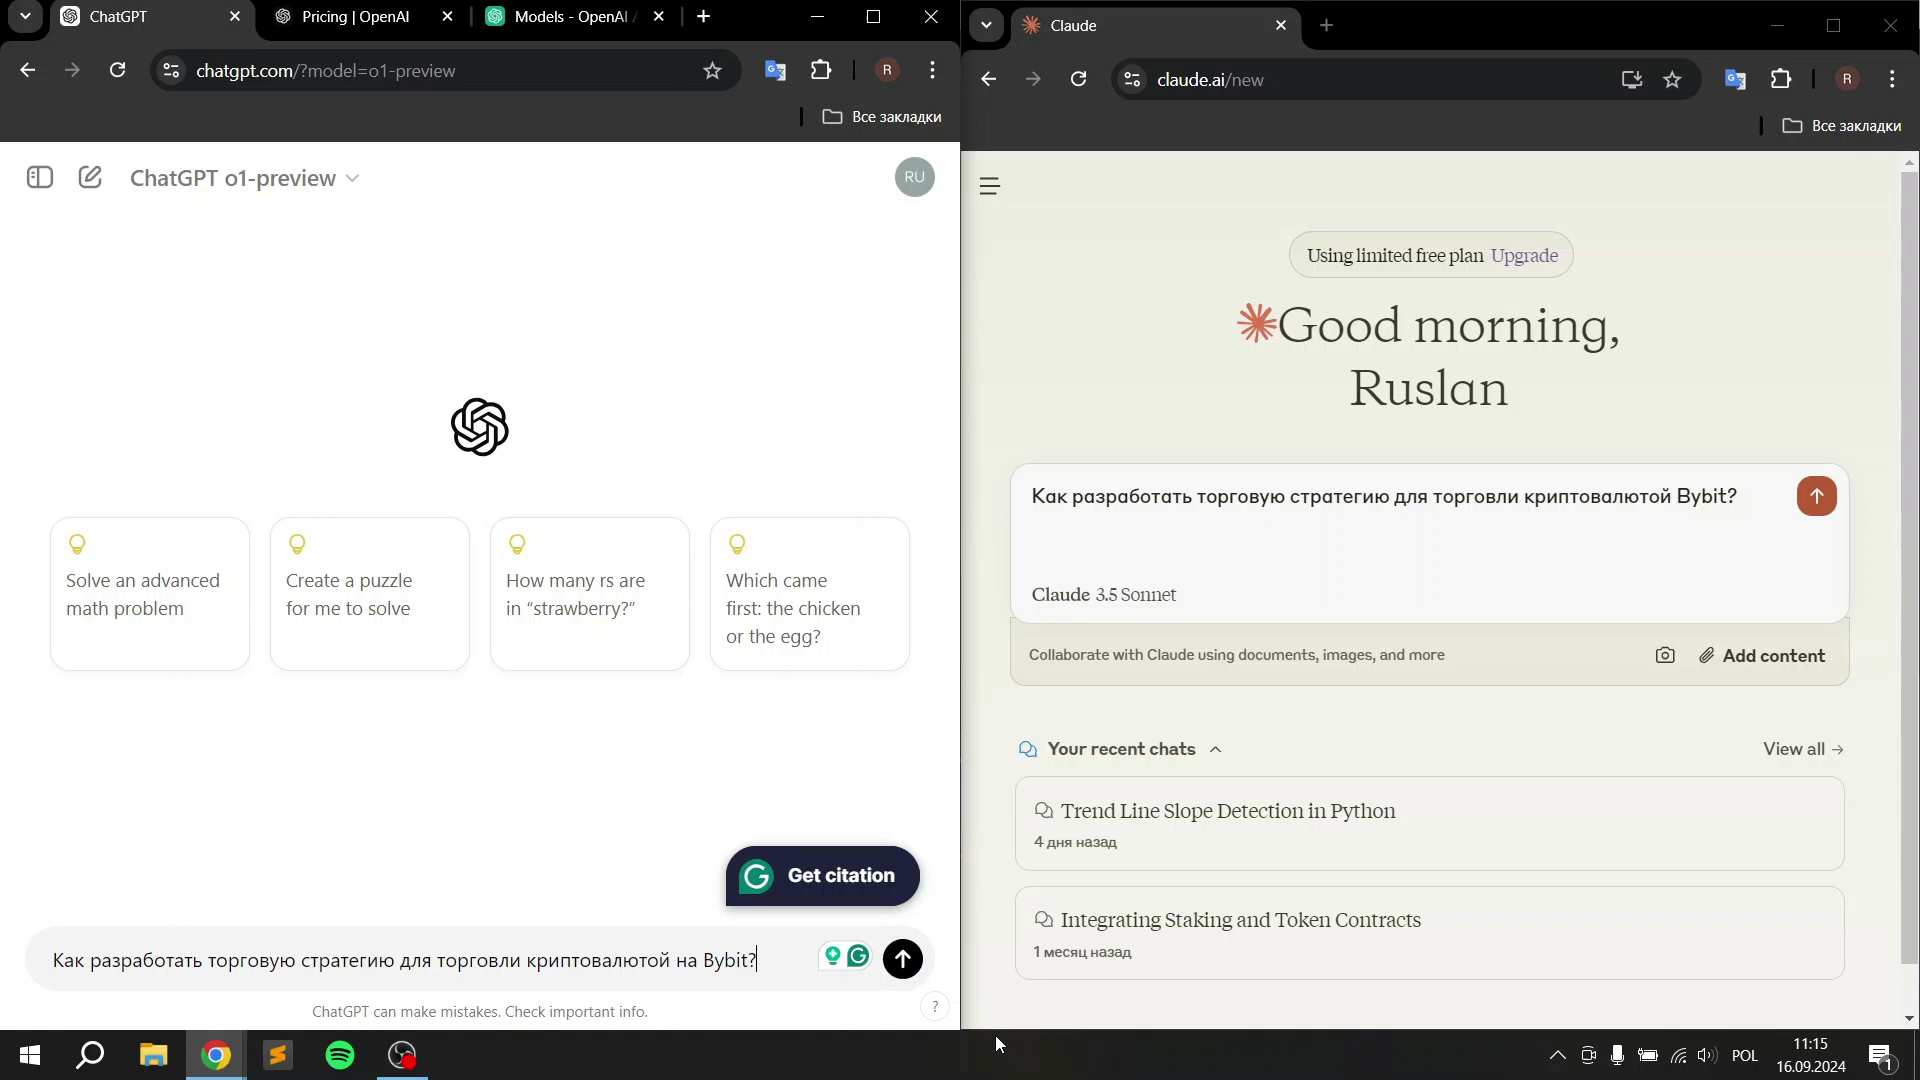 ChatGPT
Pricing | OpenAI
Models - OpenAI
chatgpt.com/?model=o1-preview
R
Все закладки
ChatGPT o1-preview
RU
Solve an advanced
math problem
Create a puzzle
for me to solve
How many rs are
in “strawberry?”
Which came
first: the chicken
or the egg?
Get citation
Как разработать торговую стратегию для торговли криптовалютой на Bybit?
ChatGPT can make mistakes. Check important info.
?
Claude
claude.ai/new
R
Все закладки
Using limited free plan Upgrade
Good morning,
Ruslan
Как разработать торговую стратегию для торговли криптовалютой Bybit?
Claude 3.5 Sonnet
Collaborate with Claude using documents, images, and more
Add content
Your recent chats
View all →
Trend Line Slope Detection in Python
4 дня назад
Integrating Staking and Token Contracts
1 месяц назад
POL
11:15
16.09.2024
1